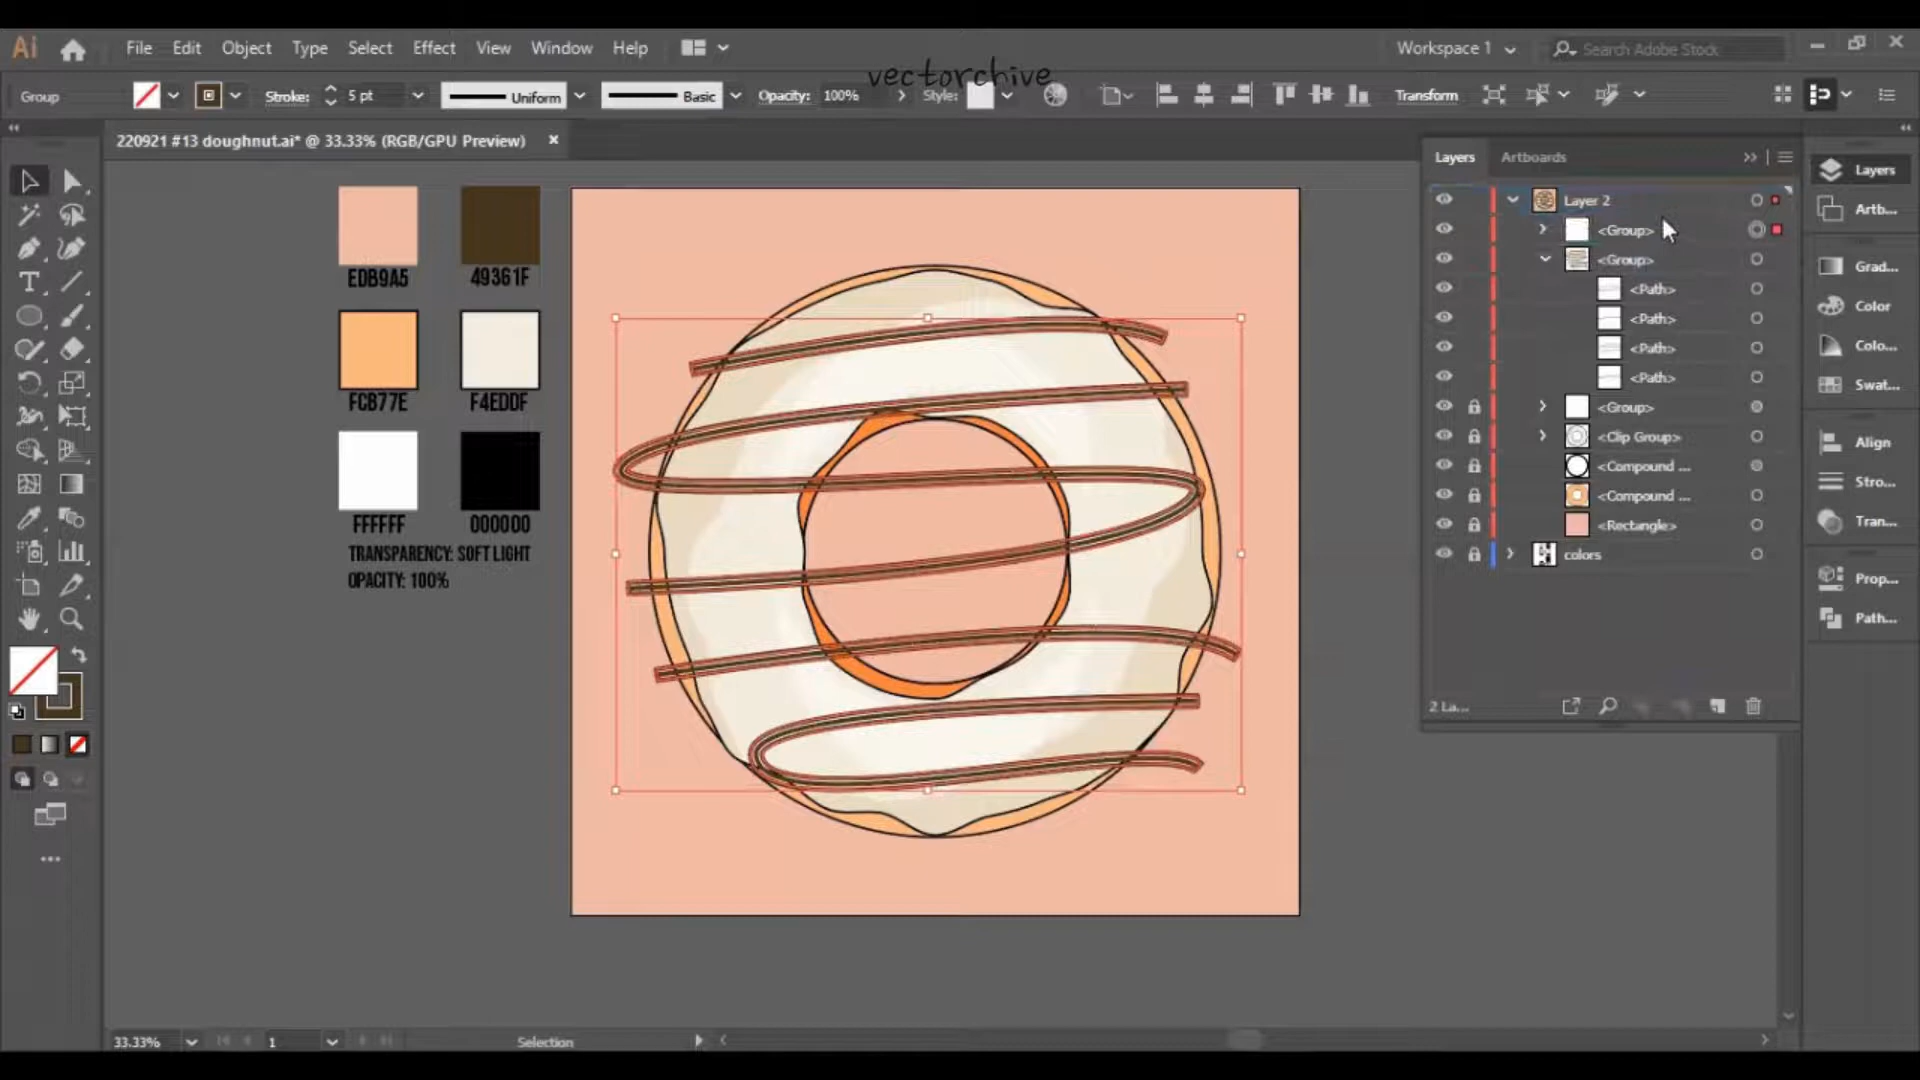 Ai File Edit Object Type Select Effect View Window Help Workspace 1 Search Adobe Stock
vectorchive
Group Stroke: 5 pt Uniform Basic Opacity: 100% Style: Transform
220921 #13 doughnut.ai* @ 33.33% (RGB/GPU Preview)
Layers Artboards
Layer 2
<Group>
<Group>
<Path>
<Path>
<Path>
<Path>
<Group>
<Clip Group>
<Compound ...
<Compound ...
<Rectangle>
colors
2 La...
Layers
Artb...
Grad...
Color
Colo...
Swat...
Align
Stro...
Tran...
Prop...
Path...
EDB9A5 49361F
FCB77E F4EDDF
FFFFFF 000000
TRANSPARENCY: SOFT LIGHT
OPACITY: 100%
33.33% 1 Selection